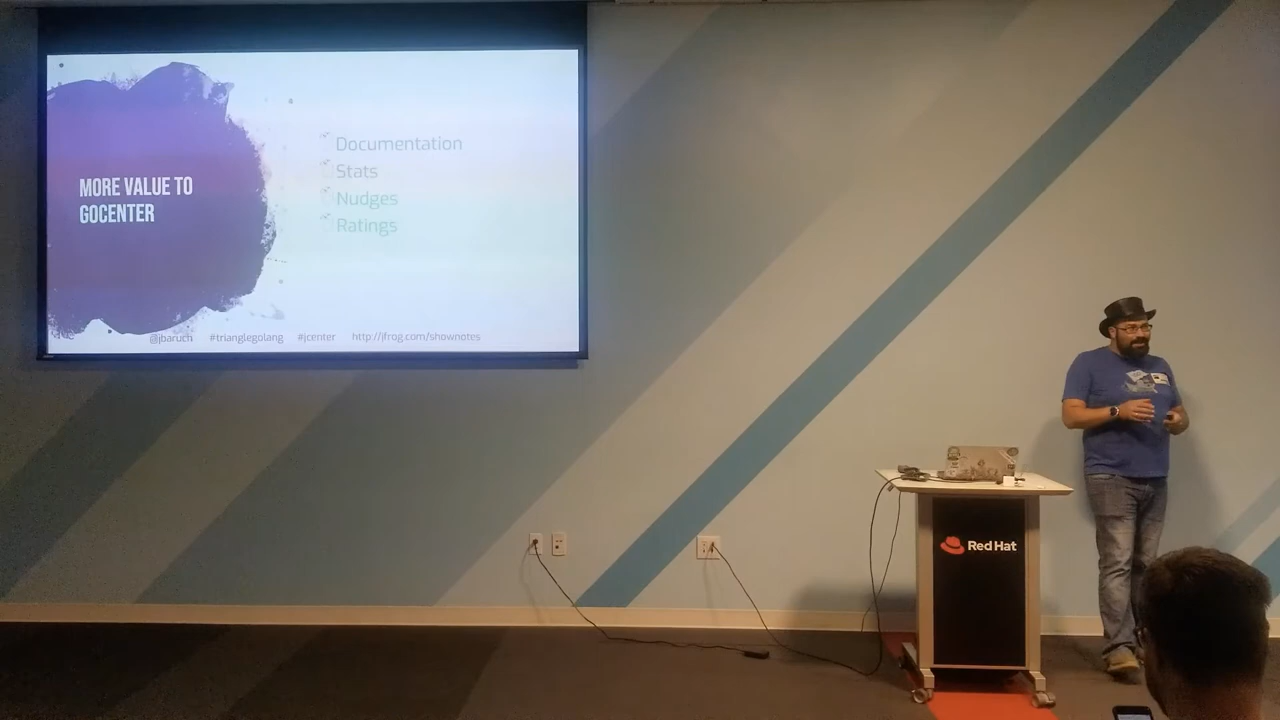 MORE VALUE TO
GOCENTER
Documentation
Stats
Nudges
Ratings
@jbaruch #trianglegolang #jcenter http://jfrog.com/shownotes
Red Hat